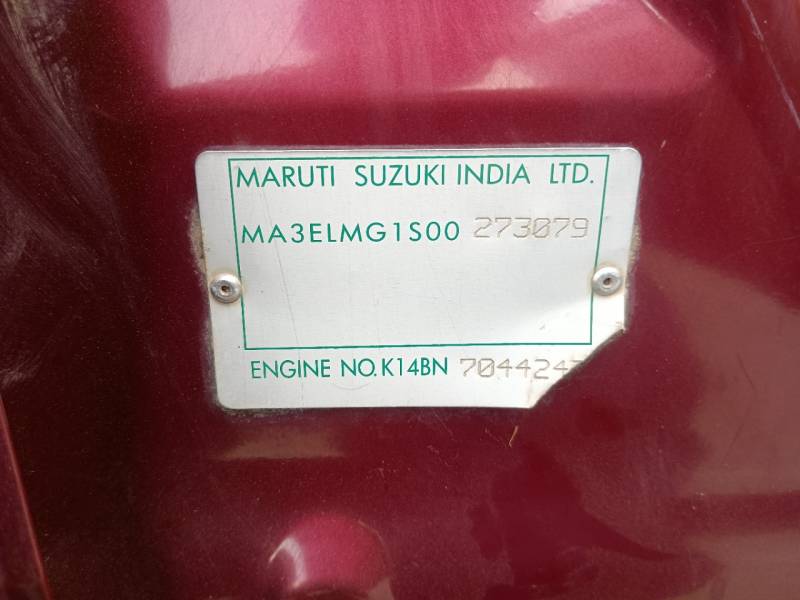 MARUTI SUZUKI INDIA LTD.
MA3ELMG1S00 273079
ENGINE NO. K14BN 704424